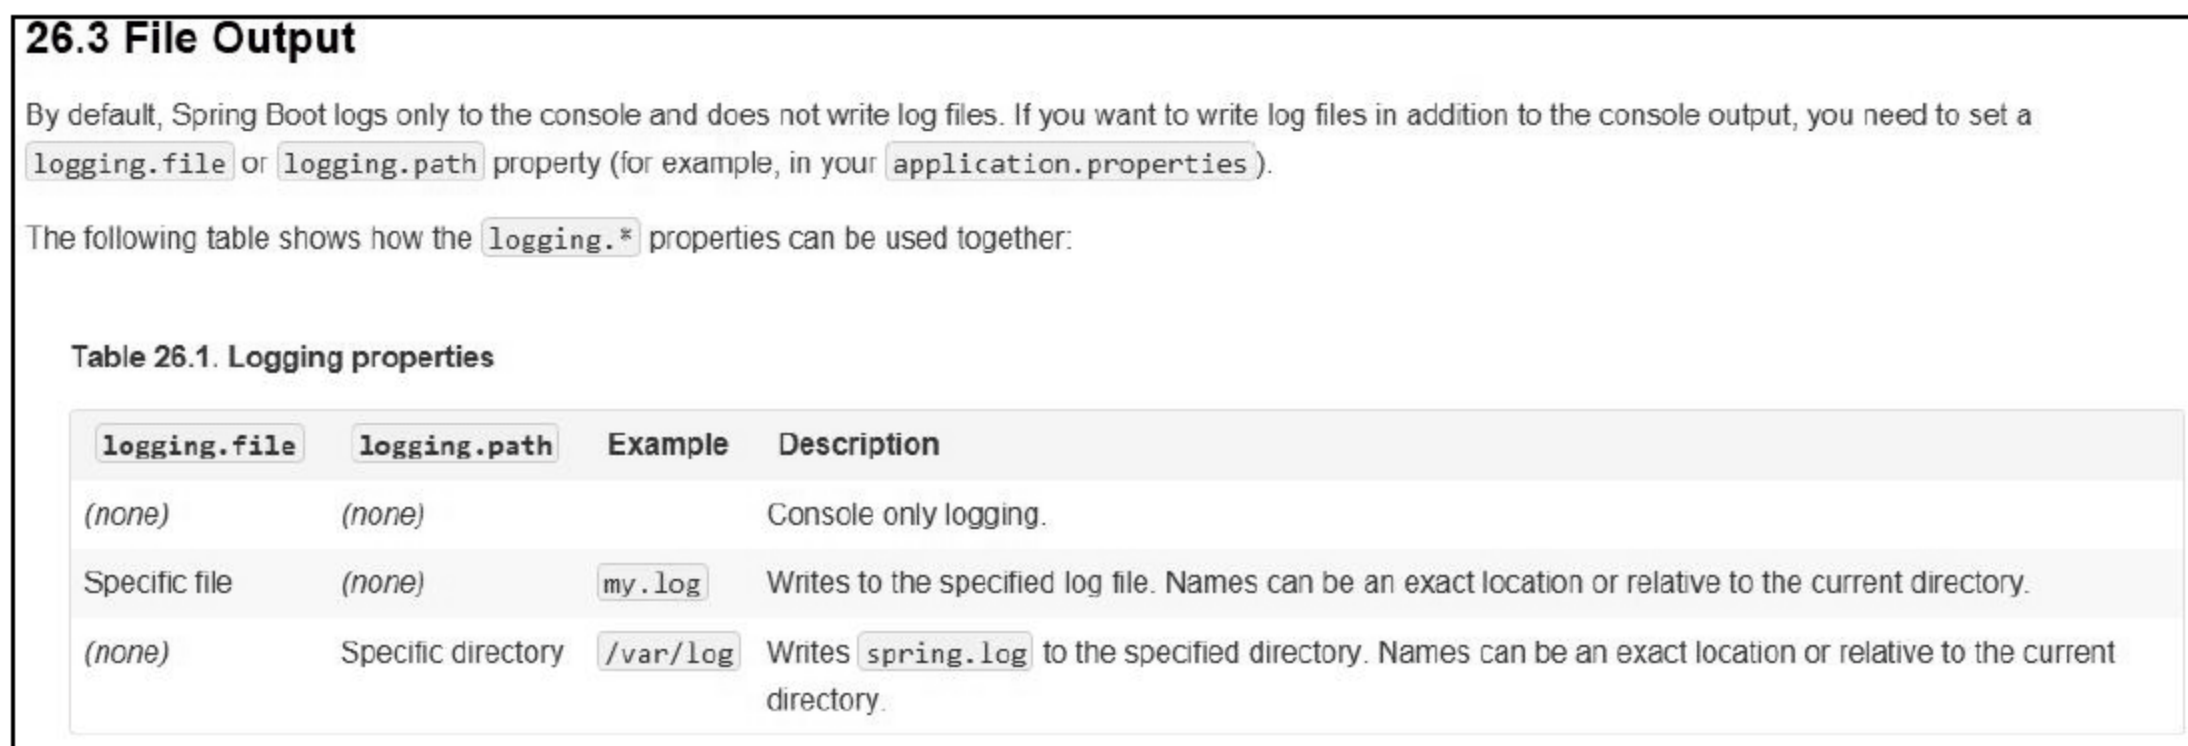 26.3 File Output
By default, Spring Boot logs only to the console and does not write log files. If you want to write log files in addition to the console output, you need to set a
logging.file or logging.path property (for example, in your application.properties).
The following table shows how the logging.* properties can be used together:
Table 26.1. Logging properties
logging.file logging.path Example Description
(none) (none) Console only logging.
Specific file (none) my.log Writes to the specified log file. Names can be an exact location or relative to the current directory.
(none) Specific directory /var/log Writes spring.log to the specified directory. Names can be an exact location or relative to the current
directory.